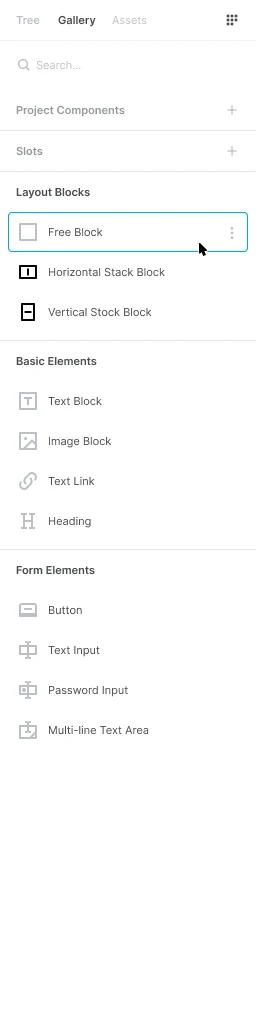 Tree Gallery Assets
Search...
Project Components
Slots
Layout Blocks
Free Block
Horizontal Stack Block
Vertical Stock Block
Basic Elements
Text Block
Image Block
Text Link
Heading
Form Elements
Button
Text Input
Password Input
Multi-line Text Area